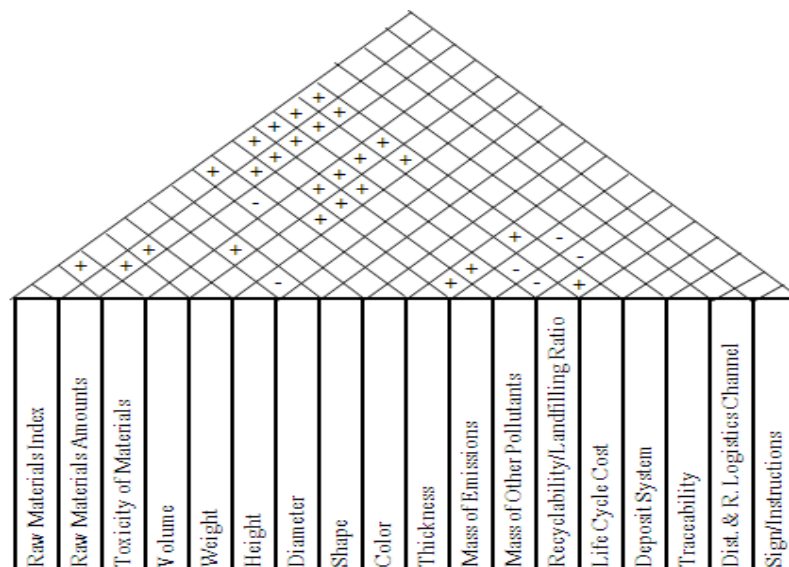 +
+ +
+ +
+ + +
+ + +
+ + +
+ +
- +
+
+ -
+ + -
+ + + -
- + - +
Raw Materials Index
Raw Materials Amounts
Toxicity of Materials
Volume
Weight
Height
Diameter
Shape
Color
Thickness
Mass of Emissions
Mass of Other Pollutants
Recyclability/Landfilling Ratio
Life Cycle Cost
Deposit System
Traceability
Dist. & R. Logistics Channel
Sign/Instructions